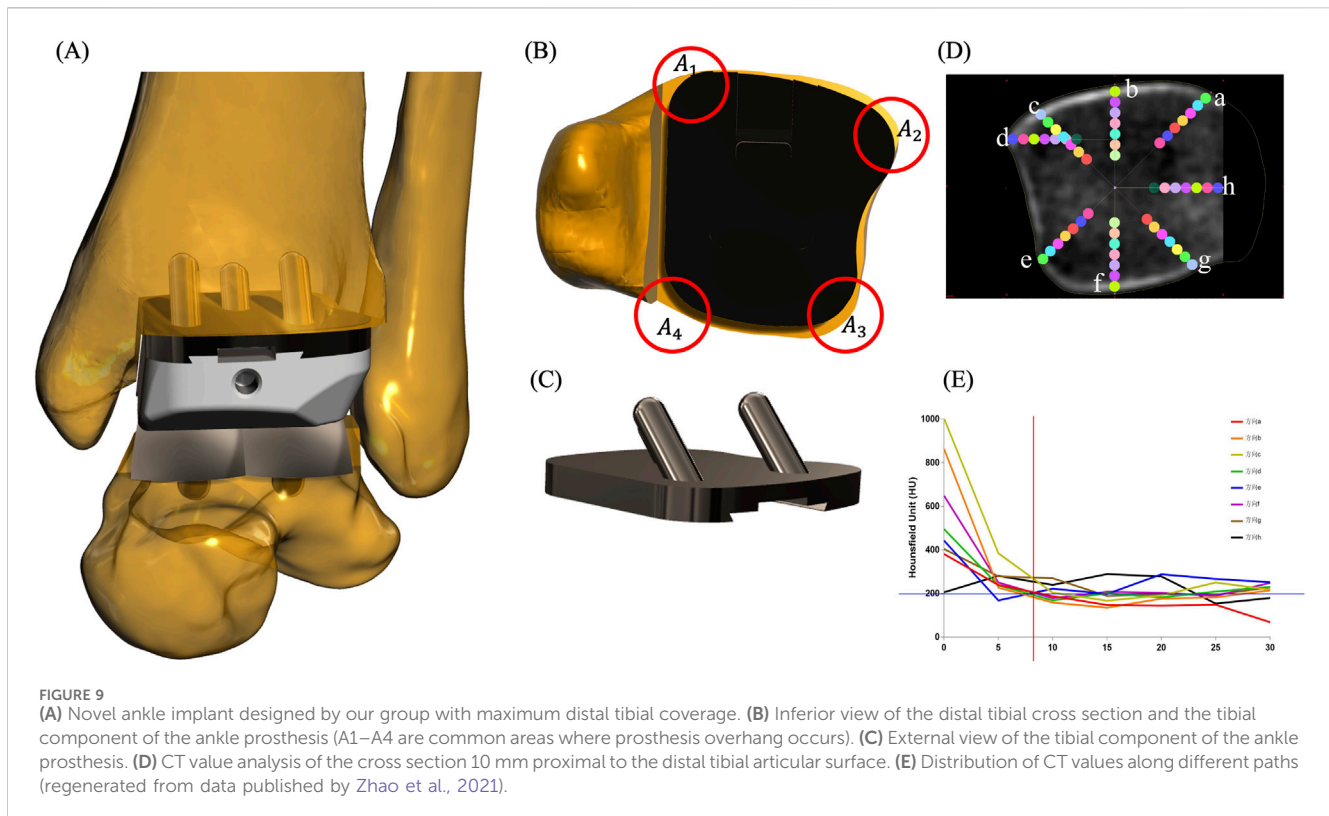 (A)
(B)
(D)
A1
A2
A4
A3
b
a
c
d
h
e
g
f
(C)
(E)
Hounsfield Unit (HU)
1000
800
600
400
200
0
0 5 10 15 20 25 30
方向a
方向b
方向c
方向d
方向e
方向f
方向g
方向h
FIGURE 9
(A) Novel ankle implant designed by our group with maximum distal tibial coverage. (B) Inferior view of the distal tibial cross section and the tibial
component of the ankle prosthesis (A1–A4 are common areas where prosthesis overhang occurs). (C) External view of the tibial component of the ankle
prosthesis. (D) CT value analysis of the cross section 10 mm proximal to the distal tibial articular surface. (E) Distribution of CT values along different paths
(regenerated from data published by Zhao et al., 2021).